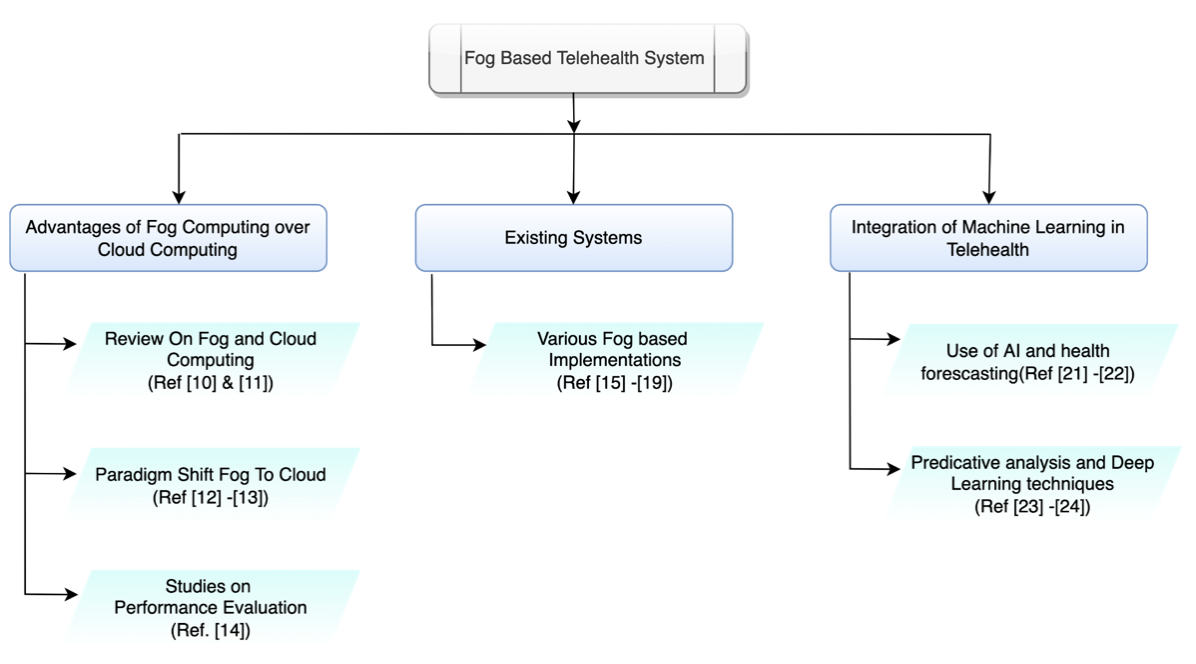 Fog Based Telehealth System
Advantages of Fog Computing over
Cloud Computing
Review On Fog and Cloud
Computing
(Ref [10] & [11])
Paradigm Shift Fog To Cloud
(Ref [12] -[13])
Studies on
Performance Evaluation
(Ref. [14])
Existing Systems
Various Fog based
Implementations
(Ref [15] -[19])
Integration of Machine Learning in
Telehealth
Use of AI and health
forescasting(Ref [21] -[22])
Predicative analysis and Deep
Learning techniques
(Ref [23] -[24])